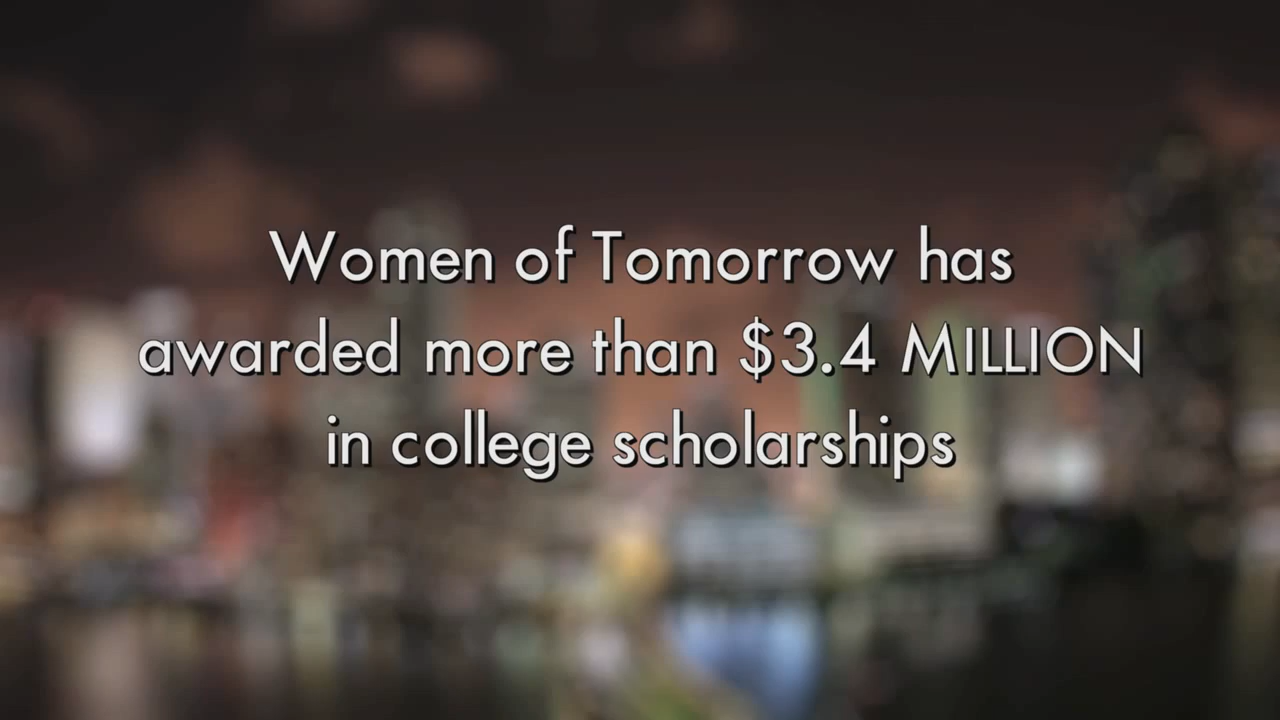 Women of Tomorrow has
awarded more than $3.4 MILLION
in college scholarships